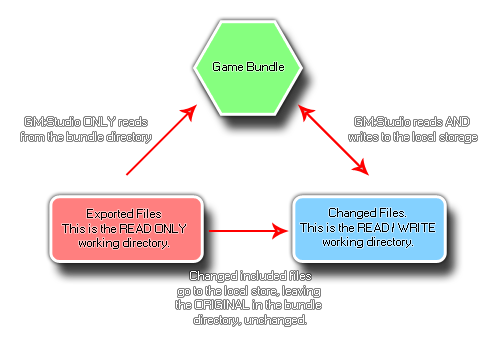 Game Bundle
GM:Studio ONLY reads
from the bundle directory
GM:Studio reads AND
writes to the local storage
Exported Files
This is the READ ONLY
working directory.
Changed Files.
This is the READ / WRITE
working directory.
Changed included files
go to the local store, leaving
the ORIGINAL in the bundle
directory, unchanged.